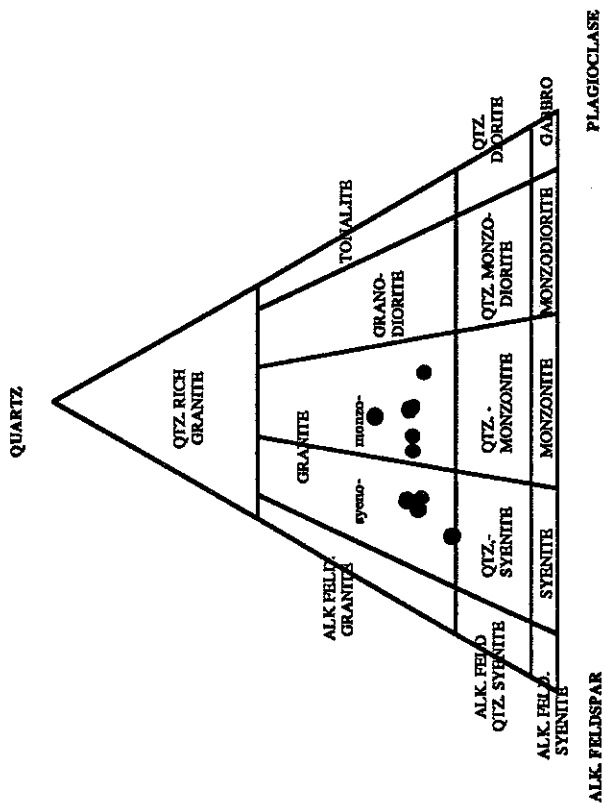 QUARTZ
QTZ. RICH
GRANITE
TONALITE
ALK FELD.
GRANITE
GRANITE
syeno-
monzo-
GRANO-
DIORITE
ALK. FELD
QTZ. SYENITE
QTZ.-
SYENITE
QTZ. -
MONZONITE
QTZ. MONZO-
DIORITE
QTZ.
DIORITE
ALK. FEL.D.
SYENITE
SYENITE
MONZONITE
MONZODIORITE
GABBRO
ALK. FELDSPAR
PLAGIOCLASE